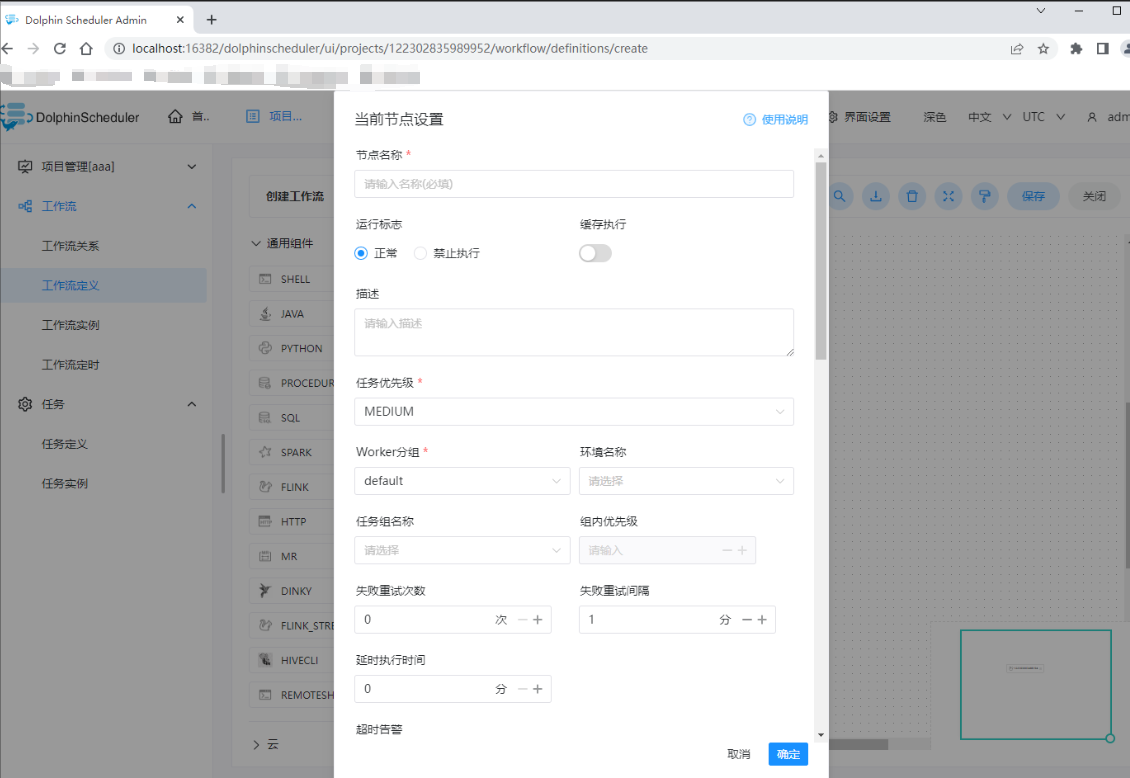 Dolphin Scheduler Admin
localhost:16382/dolphinscheduler/ui/projects/122302835989952/workflow/definitions/create
DolphinScheduler
首..
项目...
界面设置
深色
中文
UTC
adm
项目管理[aaa]
工作流
工作流关系
工作流定义
工作流实例
工作流定时
任务
任务定义
任务实例
创建工作流
保存
关闭
通用组件
SHELL
JAVA
PYTHON
PROCEDUR
SQL
SPARK
FLINK
HTTP
MR
DINKY
FLINK_STRE
HIVECLI
REMOTESH
云
当前节点设置
使用说明
节点名称 *
请输入名称(必填)
运行标志
缓存执行
正常
禁止执行
描述
请输入描述
任务优先级 *
MEDIUM
Worker分组 *
环境名称
default
请选择
任务组名称
组内优先级
请选择
请输入
失败重试次数
失败重试间隔
0 次
1 分
延时执行时间
0 分
超时告警
取消
确定